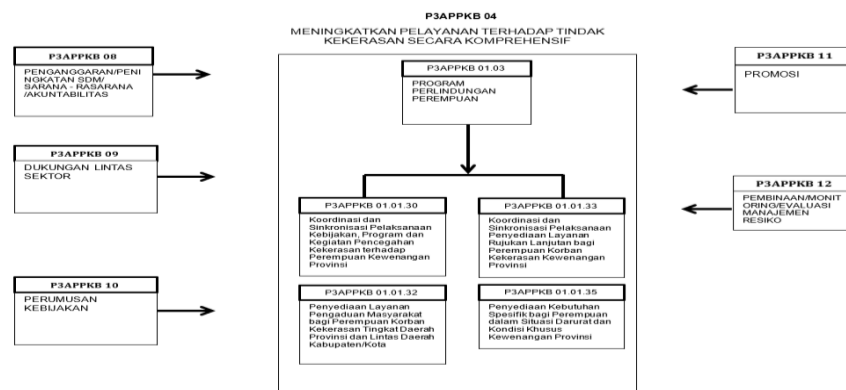 P3APPKB 04
MENINGKATKAN PELAYANAN TERHADAP TINDAK
KEKERASAN SECARA KOMPREHENSIF
P3APPKB 08
PENGANGGARAN/PENI
NGKATAN SDM/
SARANA - RASARANA
/AKUNTABILITAS
P3APPKB 09
DUKUNGAN LINTAS
SEKTOR
P3APPKB 10
PERUMUSAN
KEBIJAKAN
P3APPKB 01.03
PROGRAM
PERLINDUNGAN
PEREMPUAN
P3APPKB 01.01.30
Koordinasi dan
Sinkronisasi Pelaksanaan
Kebijakan, Program dan
Kegiatan Pencegahan
Kekerasan terhadap
Perempuan Kewenangan
Provinsi
P3APPKB 01.01.33
Koordinasi dan
Sinkronisasi Pelaksanaan
Penyediaan Layanan
Rujukan Lanjutan bagi
Perempuan Korban
Kekerasan Kewenangan
Provinsi
P3APPKB 01.01.32
Penyediaan Layanan
Pengaduan Masyarakat
bagi Perempuan Korban
Kekerasan Tingkat Daerah
Provinsi dan Lintas Daerah
Kabupaten/Kota
P3APPKB 01.01.35
Penyediaan Kebutuhan
Spesifik bagi Perempuan
dalam Situasi Darurat dan
Kondisi Khusus
Kewenangan Provinsi
P3APPKB 11
PROMOSI
P3APPKB 12
PEMBINAAN/MONIT
ORING/EVALUASI
MANAJEMEN
RESIKO